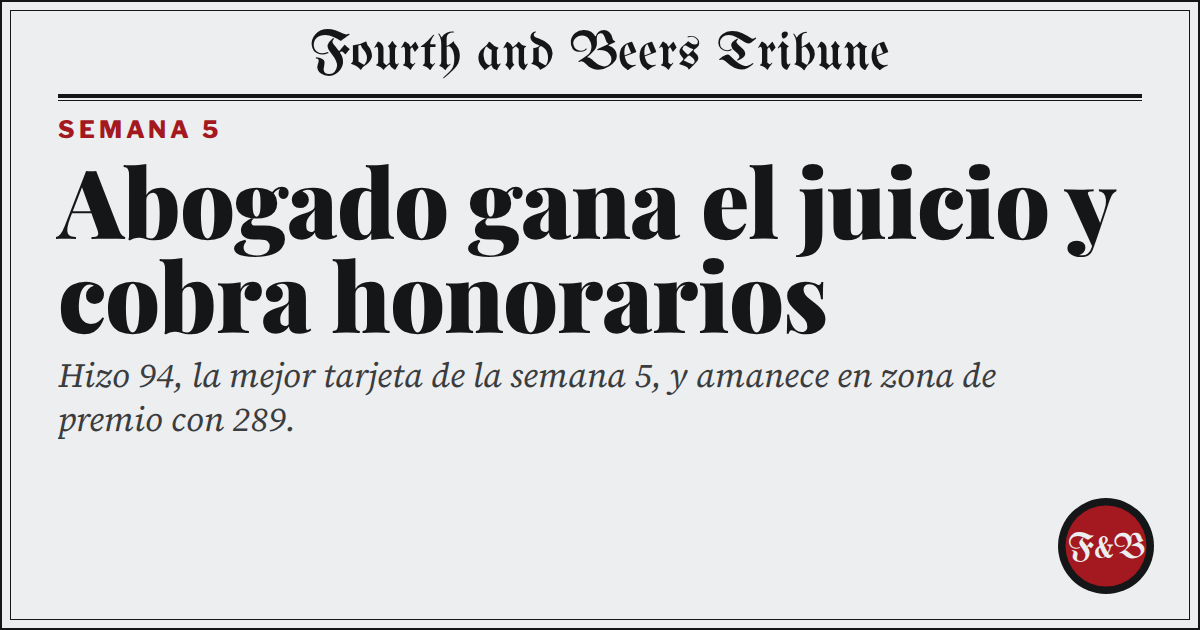 Fourth and Beers Tribune
SEMANA 5
Abogado gana el juicio y
cobra honorarios
Hizo 94, la mejor tarjeta de la semana 5, y amanece en zona de
premio con 289.
F&B